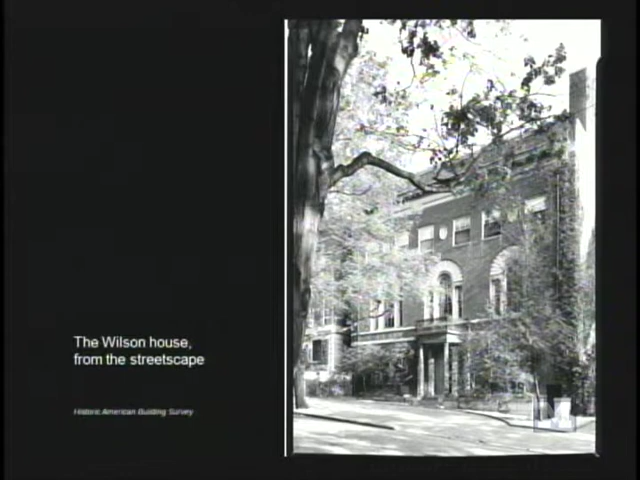 The Wilson house,
from the streetscape
Historic American Building Survey